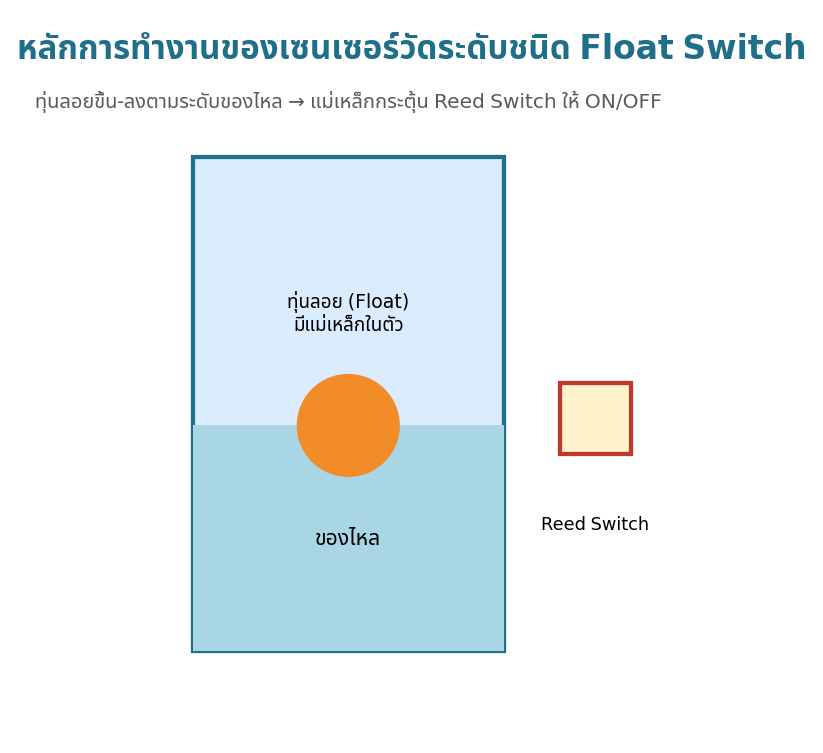 หลักการทำงานของเซนเซอร์วัดระดับชนิด Float Switch
ทุ่นลอยขึ้น-ลงตามระดับของไหล → แม่เหล็กกระตุ้น Reed Switch ให้ ON/OFF
ทุ่นลอย (Float)
มีแม่เหล็กในตัว
ของไหล
Reed Switch